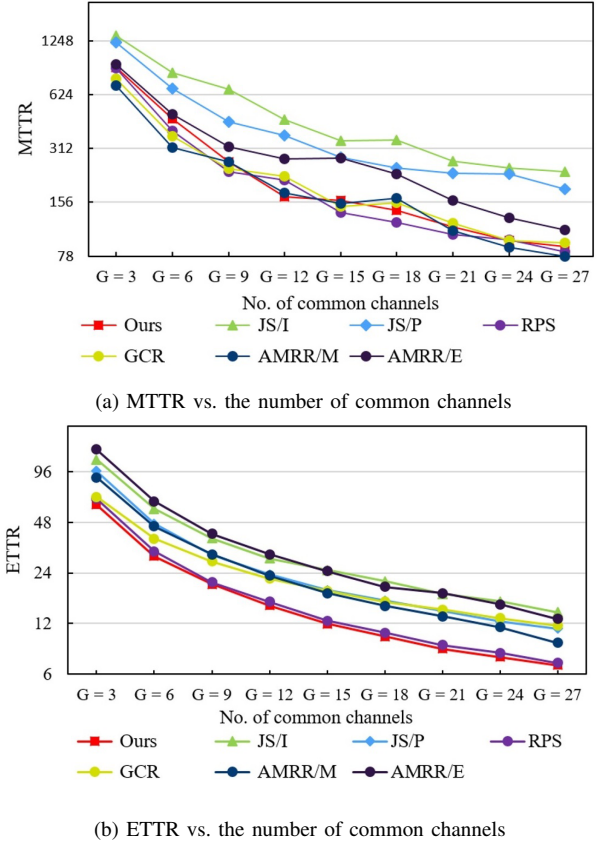 1248
624
312
156
78
MTTR
G = 3 G = 6 G = 9 G = 12 G = 15 G = 18 G = 21 G = 24 G = 27
No. of common channels
Ours JS/I JS/P RPS
GCR AMRR/M AMRR/E
(a) MTTR vs. the number of common channels
96
48
24
12
6
ETTR
G = 3 G = 6 G = 9 G = 12 G = 15 G = 18 G = 21 G = 24 G = 27
No. of common channels
Ours JS/I JS/P RPS
GCR AMRR/M AMRR/E
(b) ETTR vs. the number of common channels